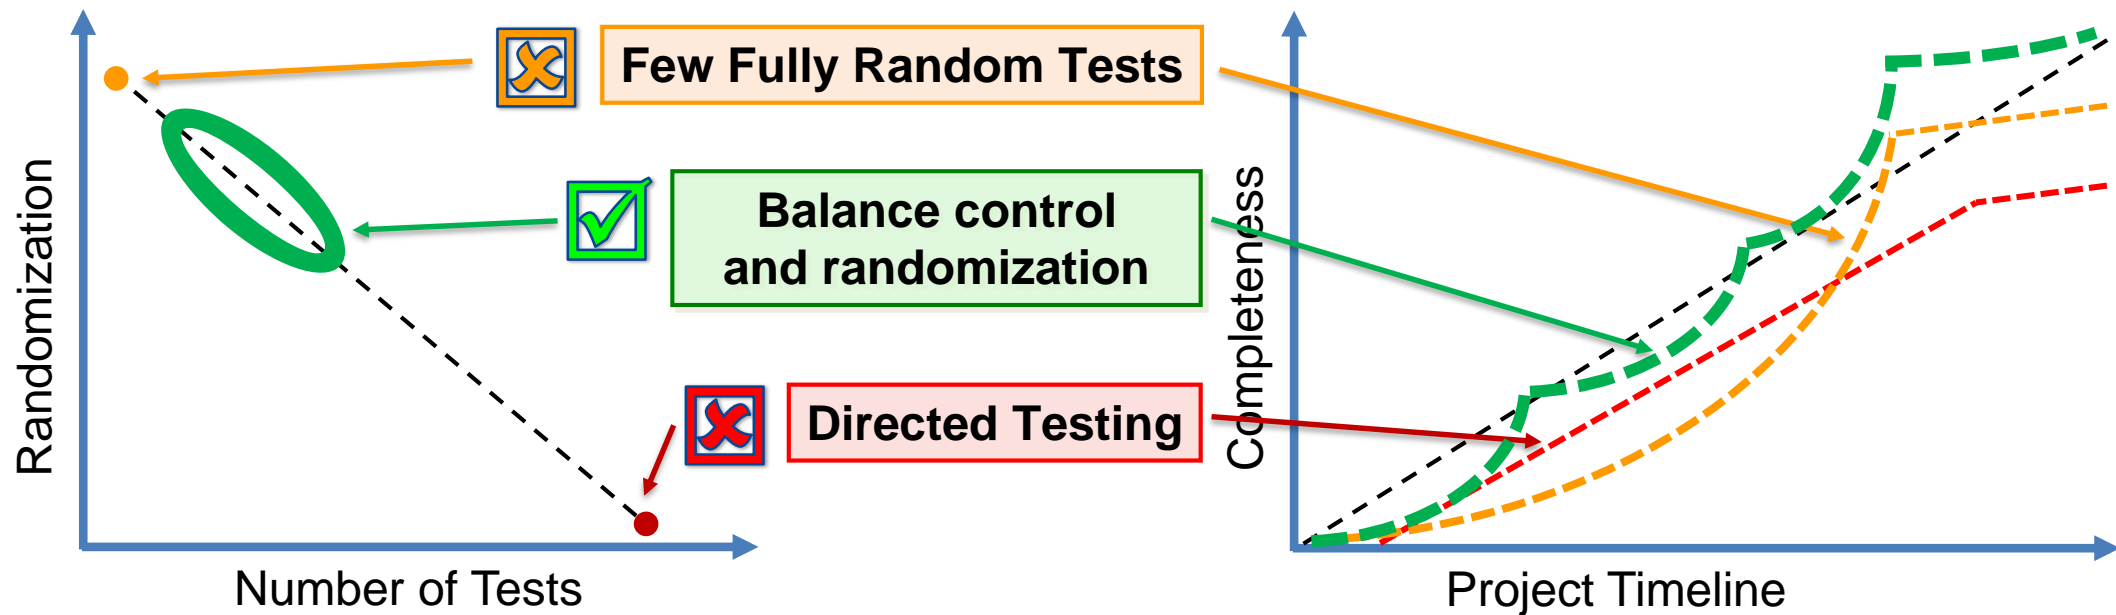 Randomization
Number of Tests
Few Fully Random Tests
Balance control
and randomization
Directed Testing
Completeness
Project Timeline